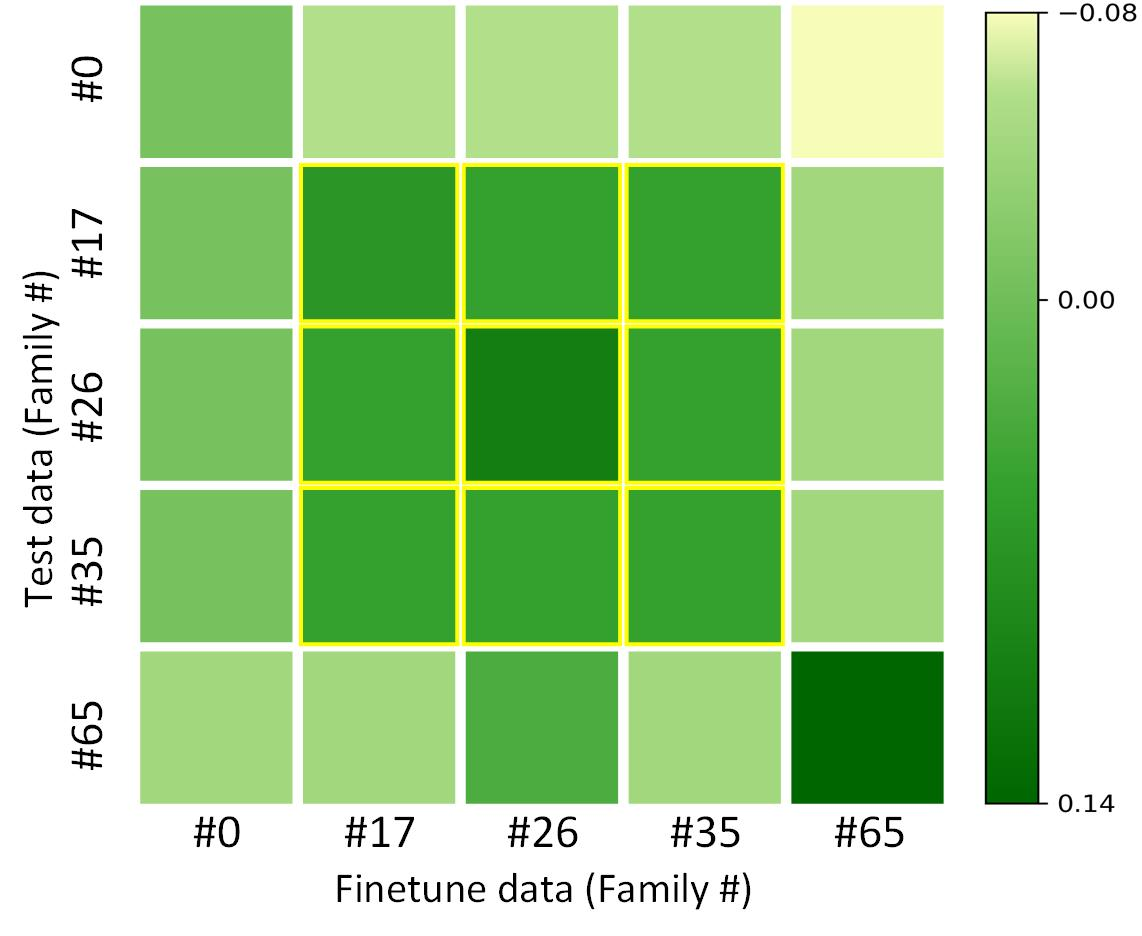 #0
#17
#26
#35
#65
Test data (Family #)
#0 #17 #26 #35 #65
Finetune data (Family #)
−0.08
0.00
0.14